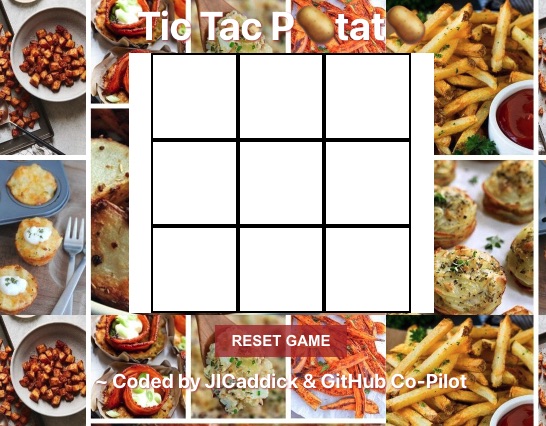 Tic Tac P🥔tat🥔
RESET GAME
~ Coded by JICaddick & GitHub Co-Pilot